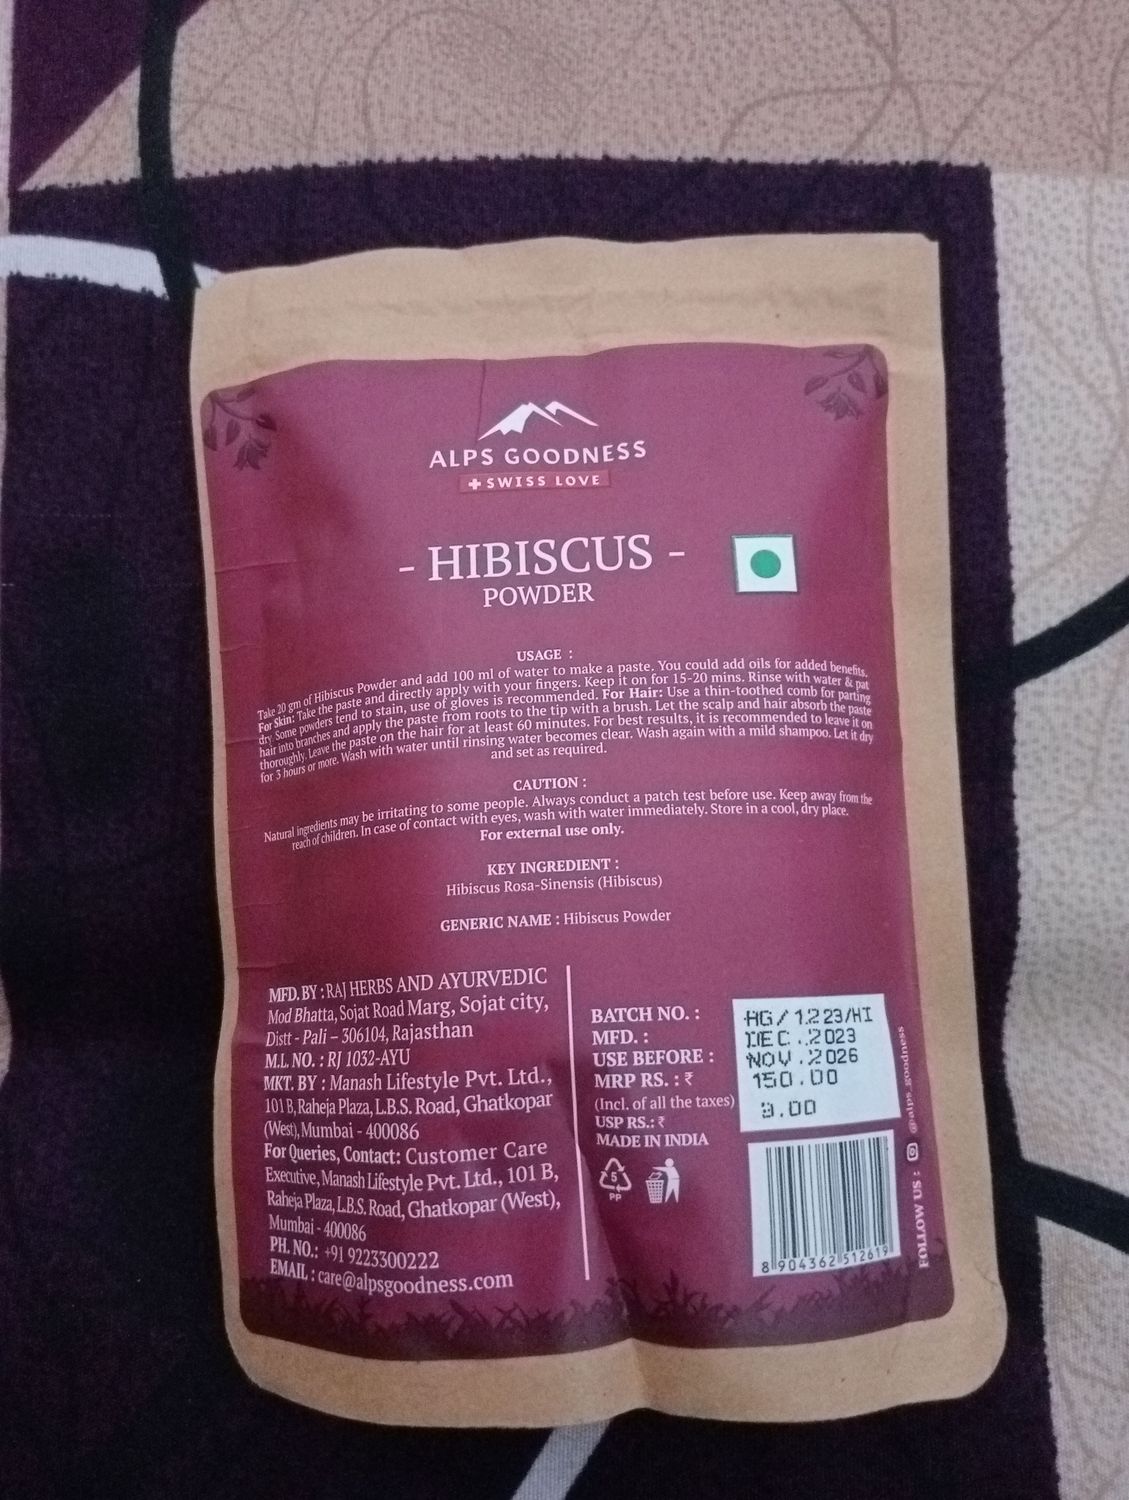 ALPS GOODNESS
+ SWISS LOVE
- HIBISCUS -
POWDER
USAGE :
Take 20 gm of Hibiscus Powder and add 100 ml of water to make a paste. You could add oils for added benefits.
For Skin: Take the paste and directly apply with your fingers. Keep it on for 15-20 mins. Rinse with water & pat
dry. Some powders tend to stain, use of gloves is recommended. For Hair: Use a thin-toothed comb for parting
hair into branches and apply the paste from roots to the tip with a brush. Let the scalp and hair absorb the paste
thoroughly. Leave the paste on the hair for at least 60 minutes. For best results, it is recommended to leave it on
for 3 hours or more. Wash with water until rinsing water becomes clear. Wash again with a mild shampoo. Let it dry
and set as required.
CAUTION :
Natural ingredients may be irritating to some people. Always conduct a patch test before use. Keep away from the
reach of children. In case of contact with eyes, wash with water immediately. Store in a cool, dry place.
For external use only.
KEY INGREDIENT :
Hibiscus Rosa-Sinensis (Hibiscus)
GENERIC NAME : Hibiscus Powder
MFD. BY : RAJ HERBS AND AYURVEDIC
Mod Bhatta, Sojat Road Marg, Sojat city,
Distt - Pali – 306104, Rajasthan
M.L. NO. : RJ 1032-AYU
MKT. BY : Manash Lifestyle Pvt. Ltd.,
101 B, Raheja Plaza, L.B.S. Road, Ghatkopar
(West), Mumbai - 400086
For Queries, Contact: Customer Care
Executive, Manash Lifestyle Pvt. Ltd., 101 B,
Raheja Plaza, L.B.S. Road, Ghatkopar (West),
Mumbai - 400086
PH. NO.: +91 9223300222
EMAIL : care@alpsgoodness.com
BATCH NO. : HG/1223/HI
MFD. : DEC.2023
USE BEFORE : NOV.2026
MRP RS. : ₹ 150.00
(Incl. of all the taxes)
USP RS.: ₹ 3.00
MADE IN INDIA
5
PP
8 904362 512619
FOLLOW US : @alps_goodness